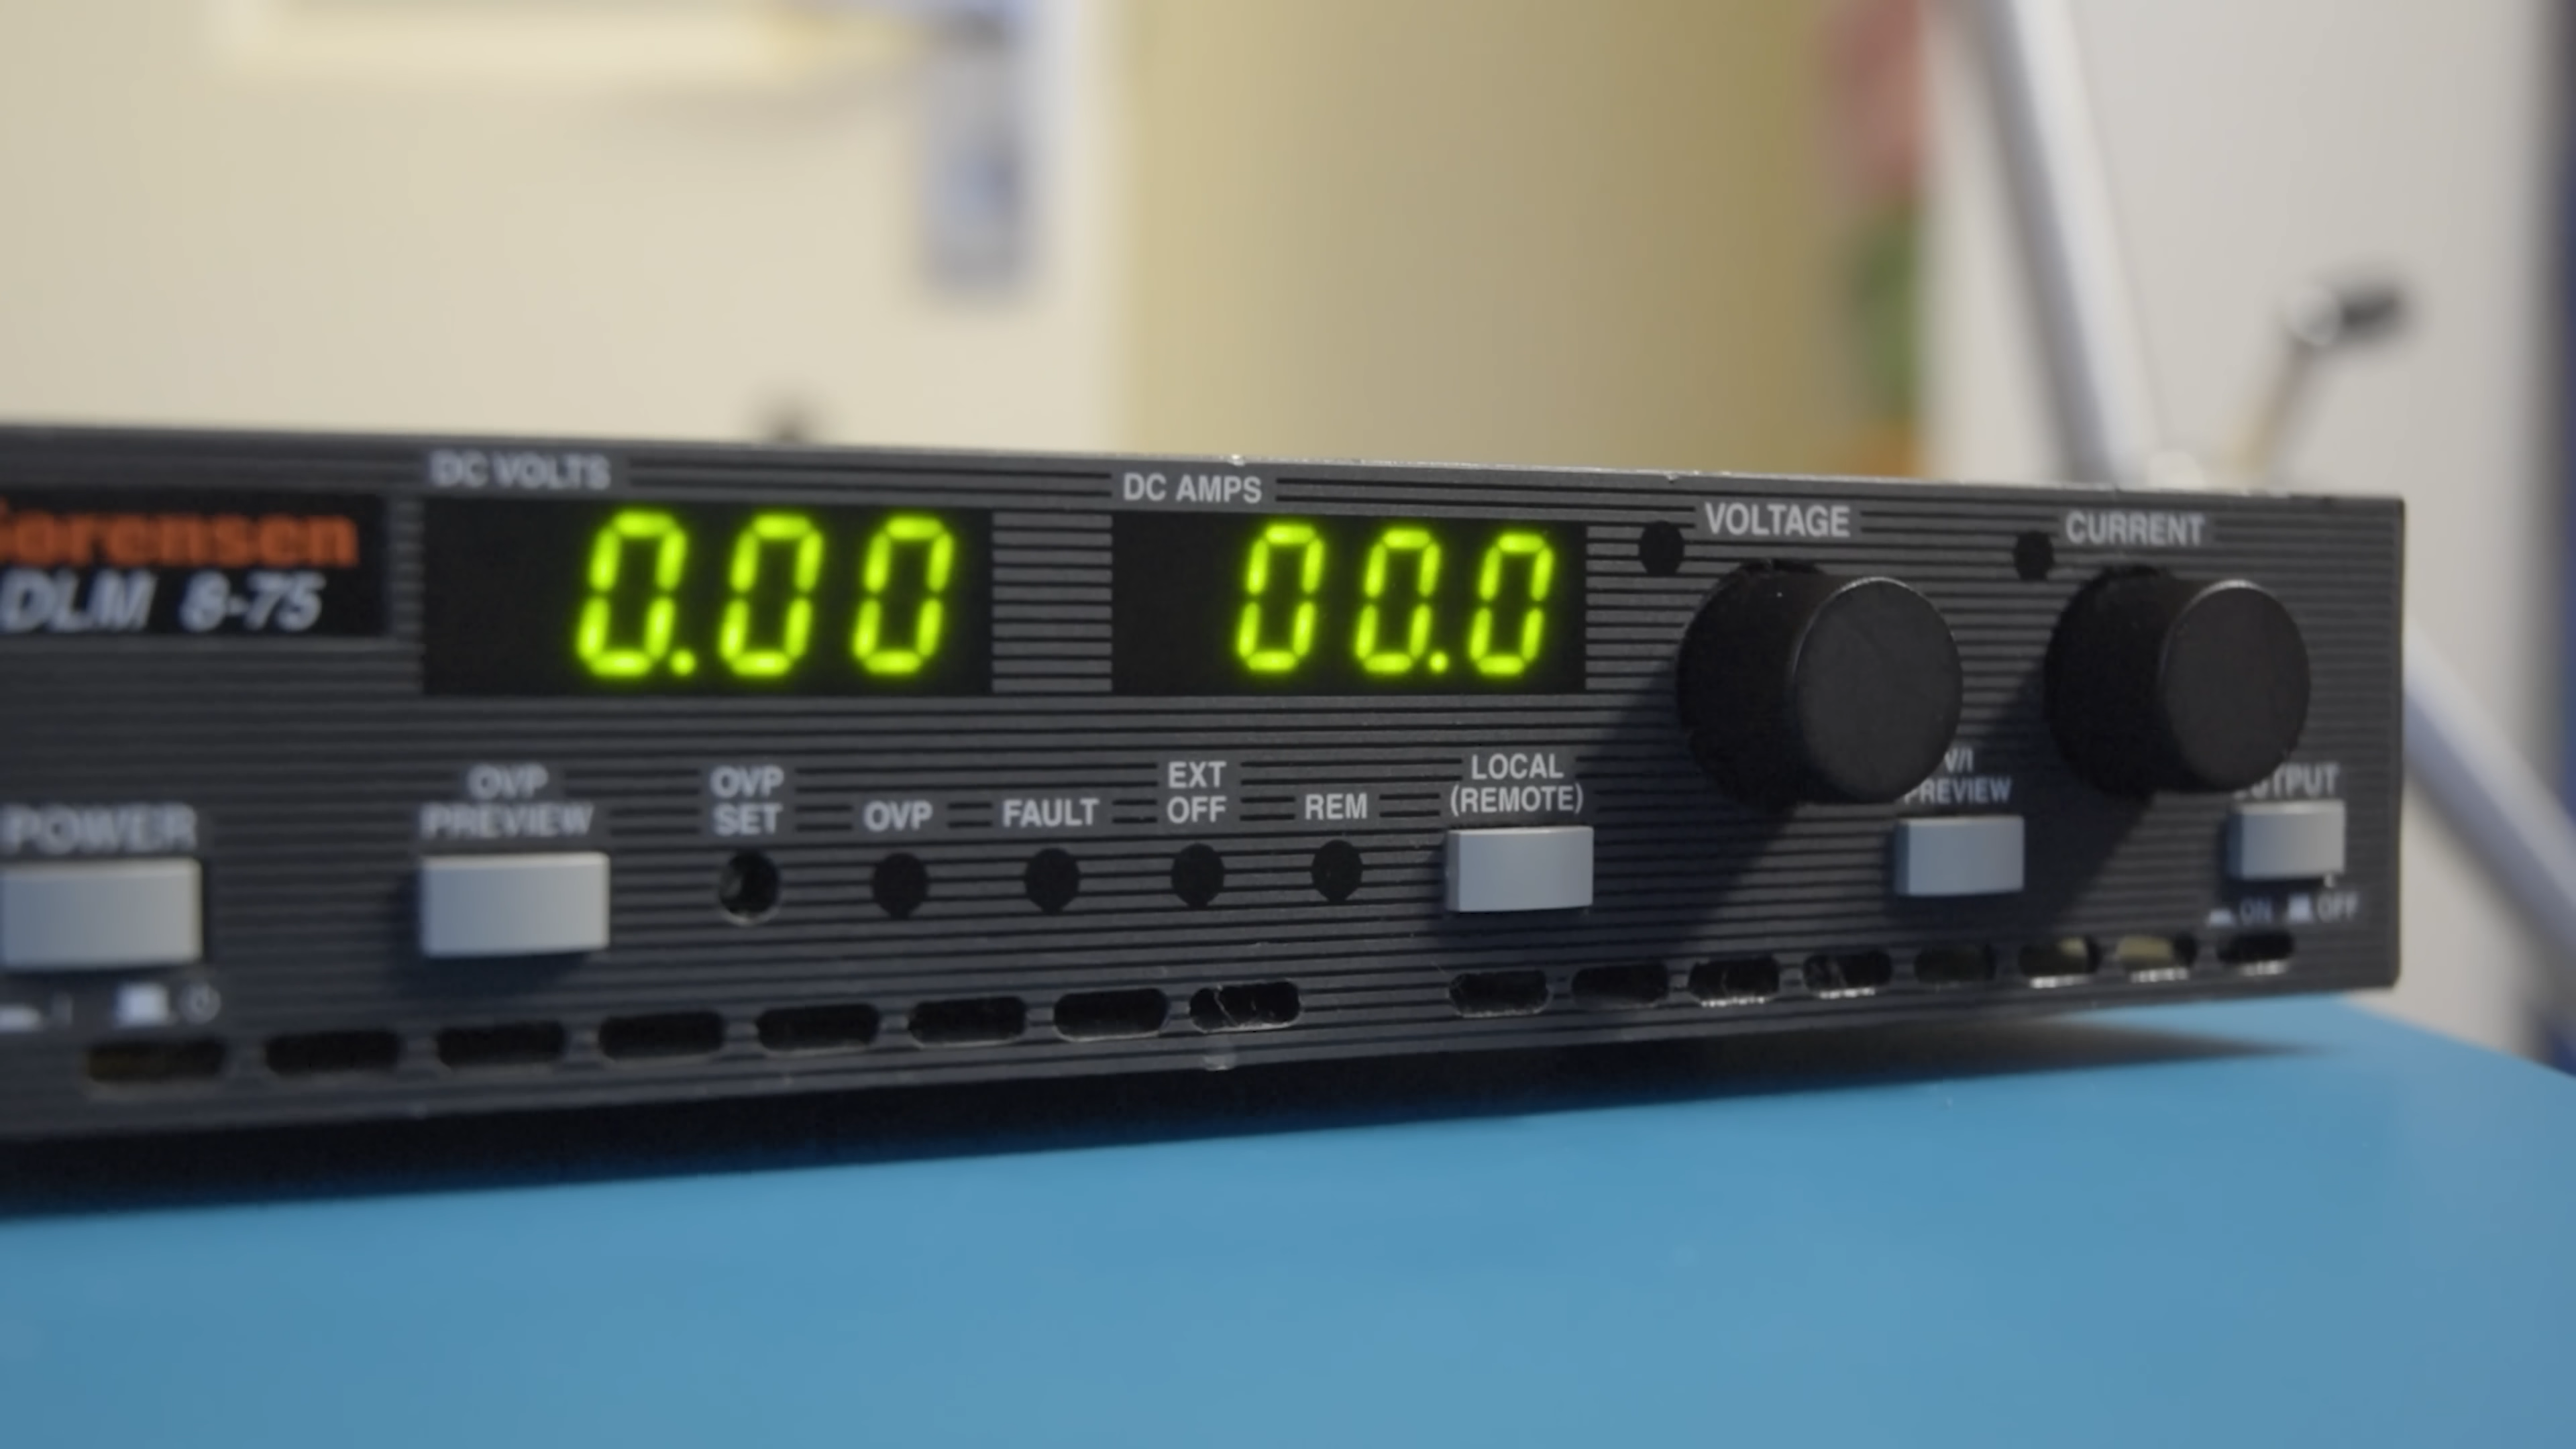 DC VOLTS
DC AMPS
VOLTAGE
CURRENT
Sorensen
DLM 8-75
0.00
00.0
POWER
OVP
PREVIEW
OVP
SET
OVP
FAULT
EXT
OFF
REM
LOCAL
(REMOTE)
V/I
PREVIEW
OUTPUT
ON OFF